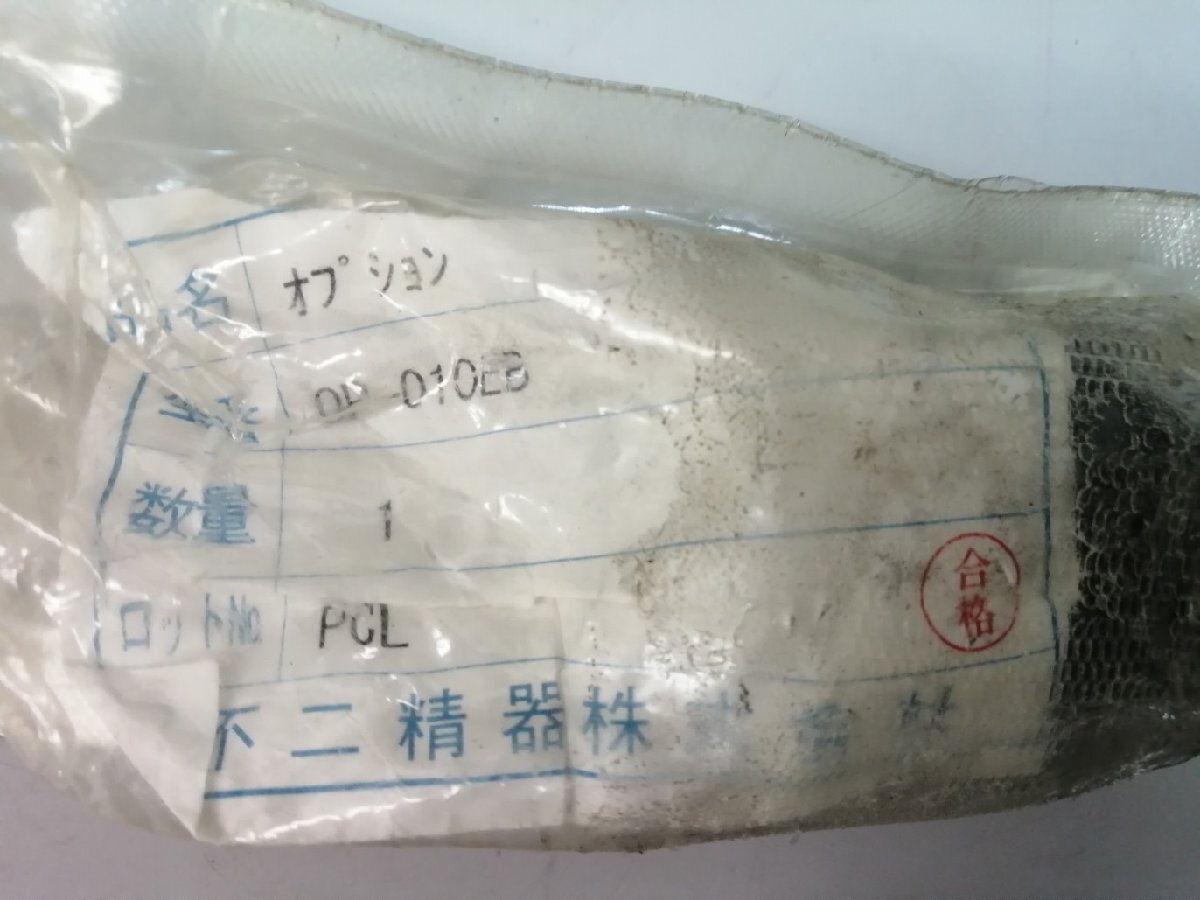 名 オプション
010EB
数量 1
ロットNo PCL
合格
不二精器株